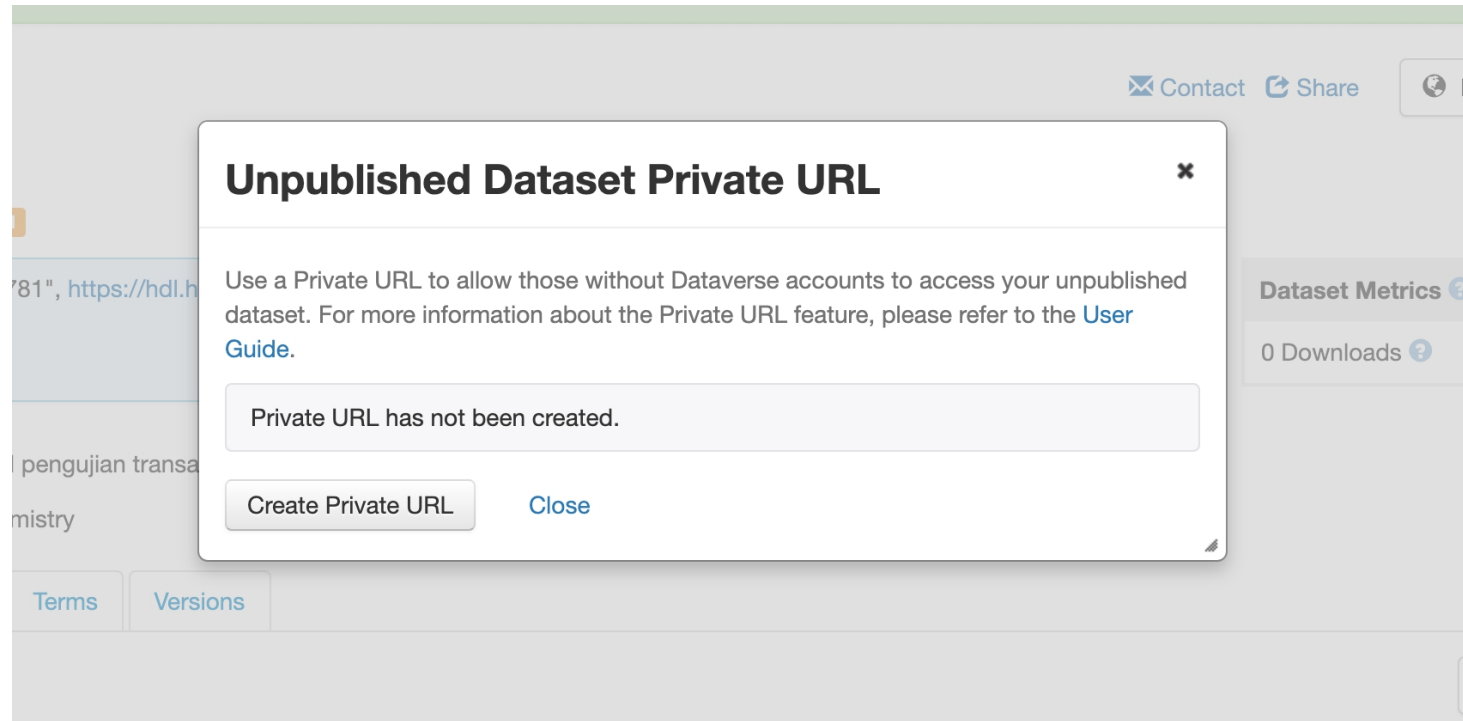 Contact Share
Unpublished Dataset Private URL
781", https://hdl.h
Use a Private URL to allow those without Dataverse accounts to access your unpublished
dataset. For more information about the Private URL feature, please refer to the User
Guide.
Dataset Metrics
0 Downloads
Private URL has not been created.
pengujian transa
Create Private URL Close
mistry
Terms Versions